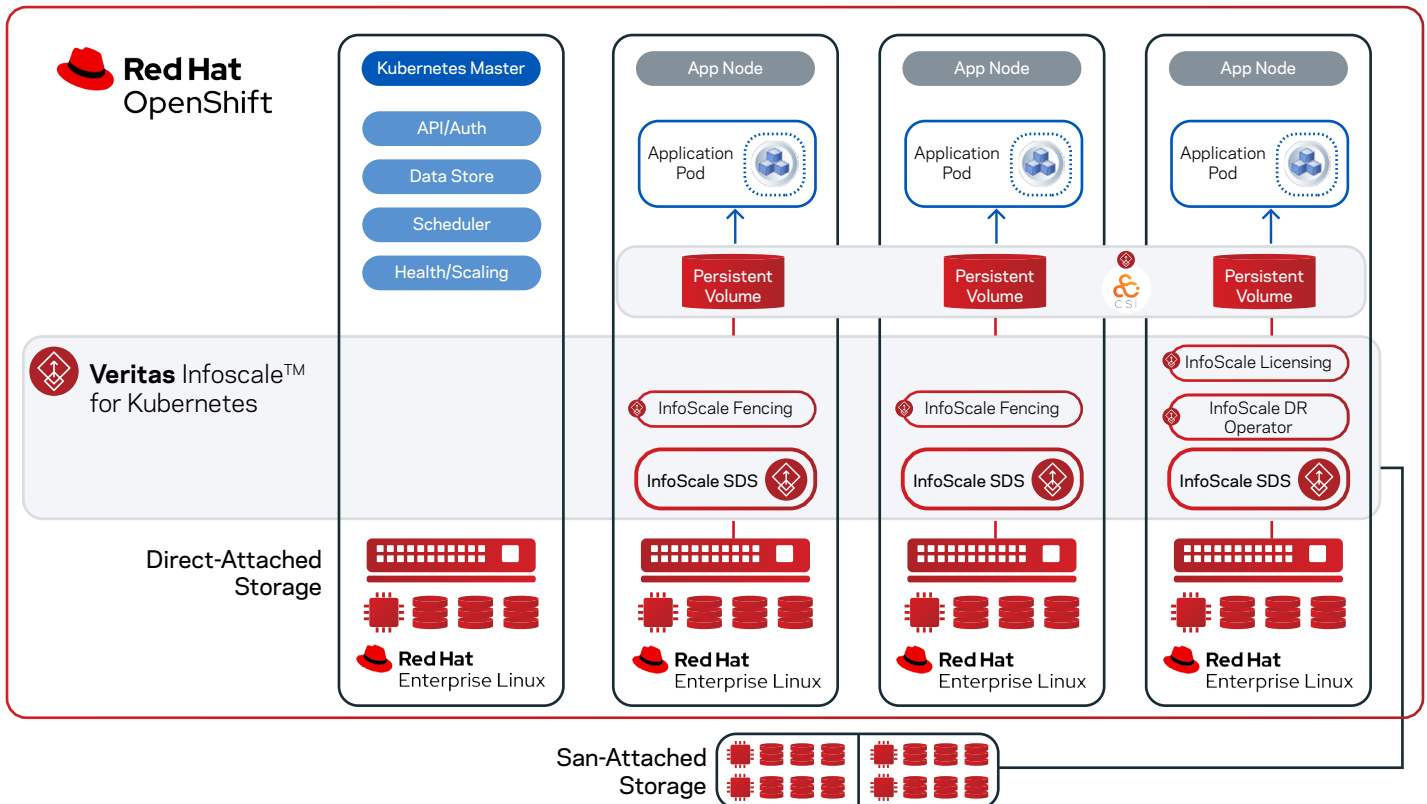 Red Hat
OpenShift
Kubernetes Master
API/Auth
Data Store
Scheduler
Health/Scaling
App Node
Application
Pod
App Node
Application
Pod
App Node
Application
Pod
Persistent
Volume
Persistent
Volume
CSI
Persistent
Volume
Veritas Infoscale™
for Kubernetes
InfoScale Fencing
InfoScale SDS
InfoScale Fencing
InfoScale SDS
InfoScale Licensing
InfoScale DR
Operator
InfoScale SDS
Direct-Attached
Storage
Red Hat
Enterprise Linux
Red Hat
Enterprise Linux
Red Hat
Enterprise Linux
Red Hat
Enterprise Linux
San-Attached
Storage